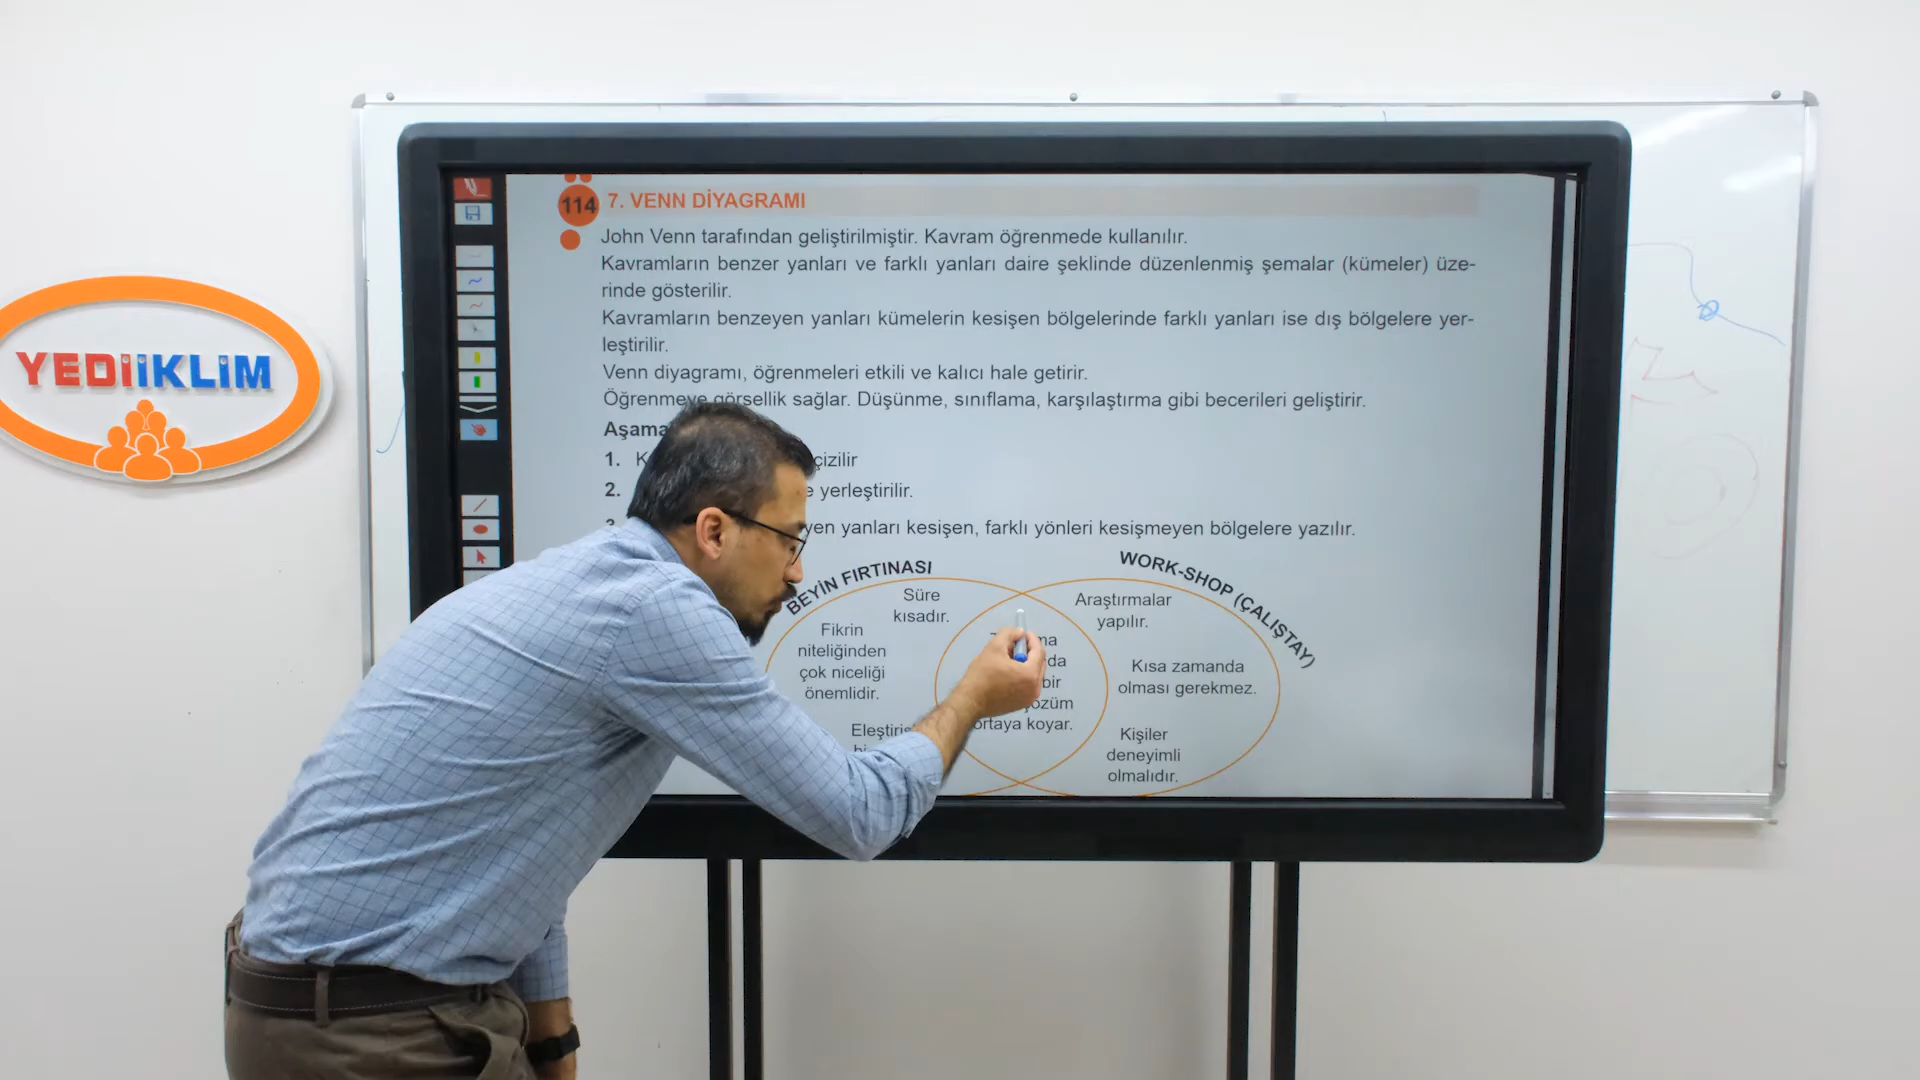 YEDİİKLİM
114 7. VENN DİYAGRAMI
John Venn tarafından geliştirilmiştir. Kavram öğrenmede kullanılır.
Kavramların benzer yanları ve farklı yanları daire şeklinde düzenlenmiş şemalar (kümeler) üze-
rinde gösterilir.
Kavramların benzeyen yanları kümelerin kesişen bölgelerinde farklı yanları ise dış bölgelere yer-
leştirilir.
Venn diyagramı, öğrenmeleri etkili ve kalıcı hale getirir.
Öğrenmeye görsellik sağlar. Düşünme, sınıflama, karşılaştırma gibi becerileri geliştirir.
1. çizilir
2. yerleştirilir.
yanları kesişen, farklı yönleri kesişmeyen bölgelere yazılır.
BEYİN FIRTINASI
Süre
kısadır.
Fikrin
niteliğinden
çok niceliği
önemlidir.
bir
ortaya koyar.
WORK-SHOP (ÇALIŞTAY)
Araştırmalar
yapılır.
Kısa zamanda
olması gerekmez.
Kişiler
deneyimli
olmalıdır.